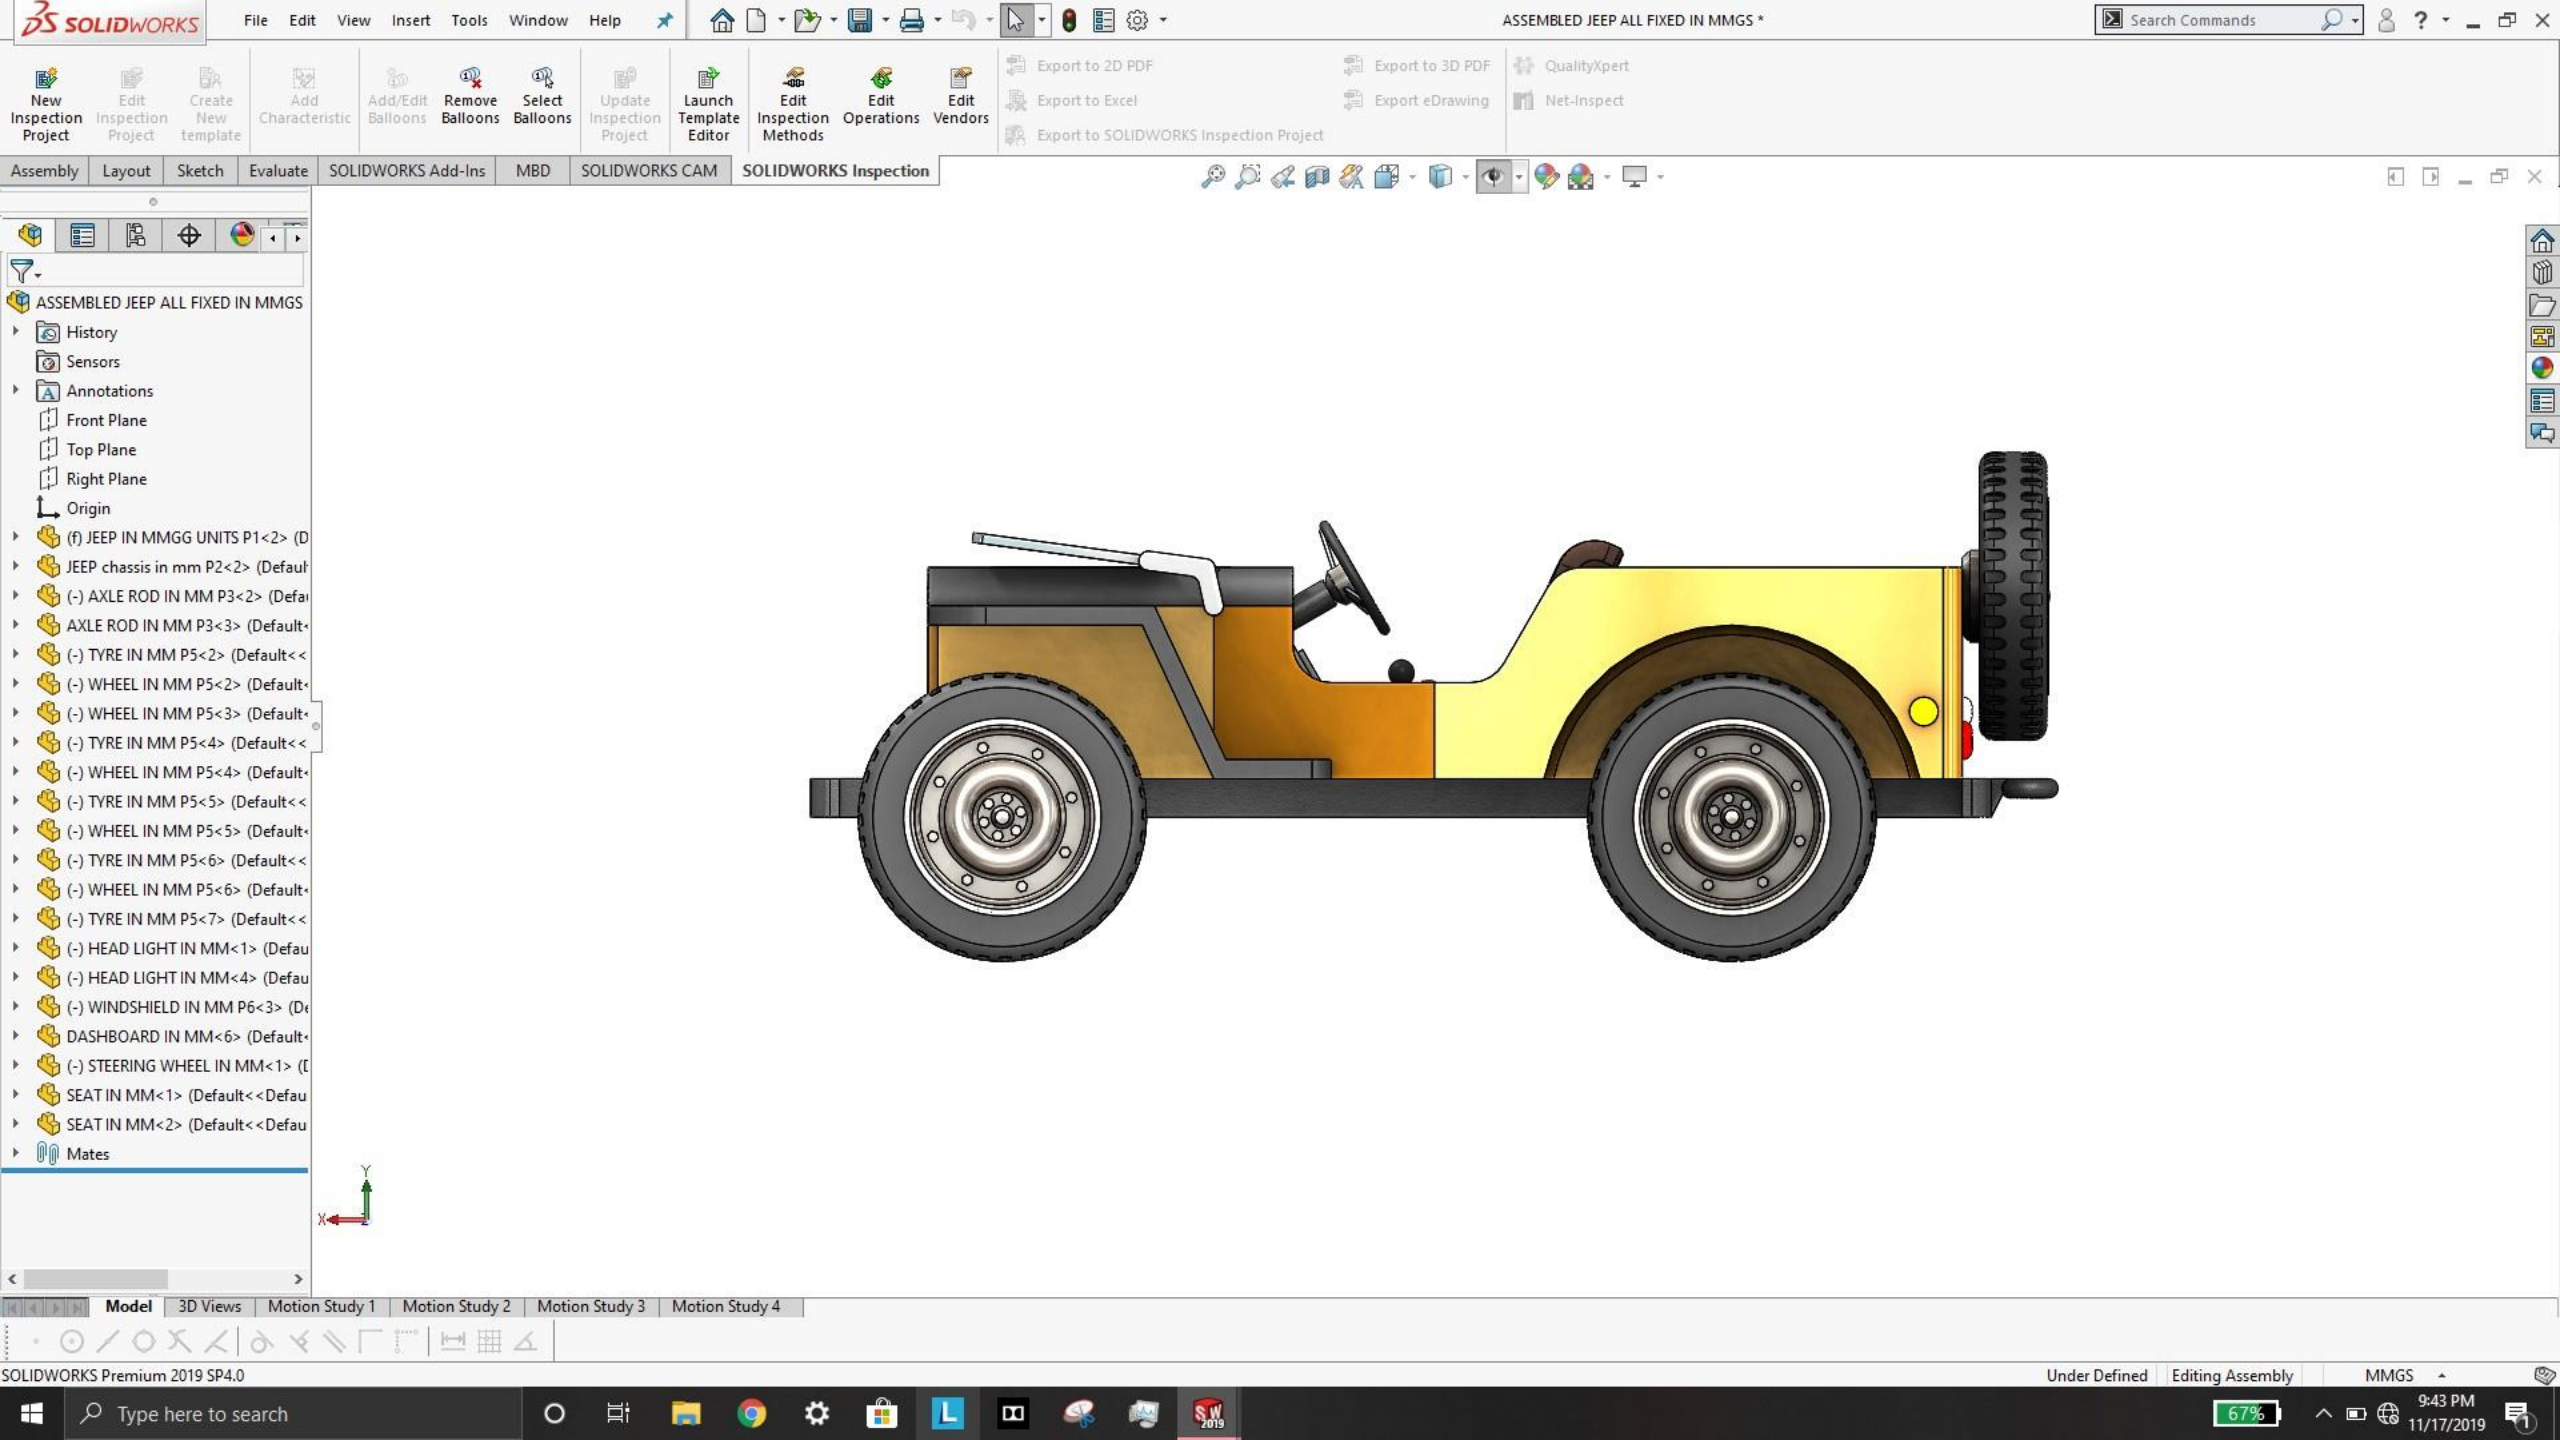 SOLIDWORKS File Edit View Insert Tools Window Help ASSEMBLED JEEP ALL FIXED IN MMGS * Search Commands ?
New Inspection Project
Edit Inspection Project
Create New template
Add Characteristic
Add/Edit Balloons
Remove Balloons
Select Balloons
Update Inspection Project
Launch Template Editor
Edit Inspection Methods
Edit Operations
Edit Vendors
Export to 2D PDF
Export to Excel
Export to SOLIDWORKS Inspection Project
Export to 3D PDF
Export eDrawing
QualityXpert
Net-Inspect
Assembly Layout Sketch Evaluate SOLIDWORKS Add-Ins MBD SOLIDWORKS CAM SOLIDWORKS Inspection
ASSEMBLED JEEP ALL FIXED IN MMGS
History
Sensors
Annotations
Front Plane
Top Plane
Right Plane
Origin
(f) JEEP IN MMGG UNITS P1<2> (D
JEEP chassis in mm P2<2> (Defaul
(-) AXLE ROD IN MM P3<2> (Defa
AXLE ROD IN MM P3<3> (Default<
(-) TYRE IN MM P5<2> (Default<<
(-) WHEEL IN MM P5<2> (Default<
(-) WHEEL IN MM P5<3> (Default<
(-) TYRE IN MM P5<4> (Default<<
(-) WHEEL IN MM P5<4> (Default<
(-) TYRE IN MM P5<5> (Default<<
(-) WHEEL IN MM P5<5> (Default<
(-) TYRE IN MM P5<6> (Default<<
(-) WHEEL IN MM P5<6> (Default<
(-) TYRE IN MM P5<7> (Default<<
(-) HEAD LIGHT IN MM<1> (Defau
(-) HEAD LIGHT IN MM<4> (Defau
(-) WINDSHIELD IN MM P6<3> (De
DASHBOARD IN MM<6> (Default<
(-) STEERING WHEEL IN MM<1> (D
SEAT IN MM<1> (Default<<Defau
SEAT IN MM<2> (Default<<Defau
Mates
Y
X Z
Model 3D Views Motion Study 1 Motion Study 2 Motion Study 3 Motion Study 4
SOLIDWORKS Premium 2019 SP4.0 Under Defined Editing Assembly MMGS
Type here to search L SW 2019 67% 9:43 PM
11/17/2019 1